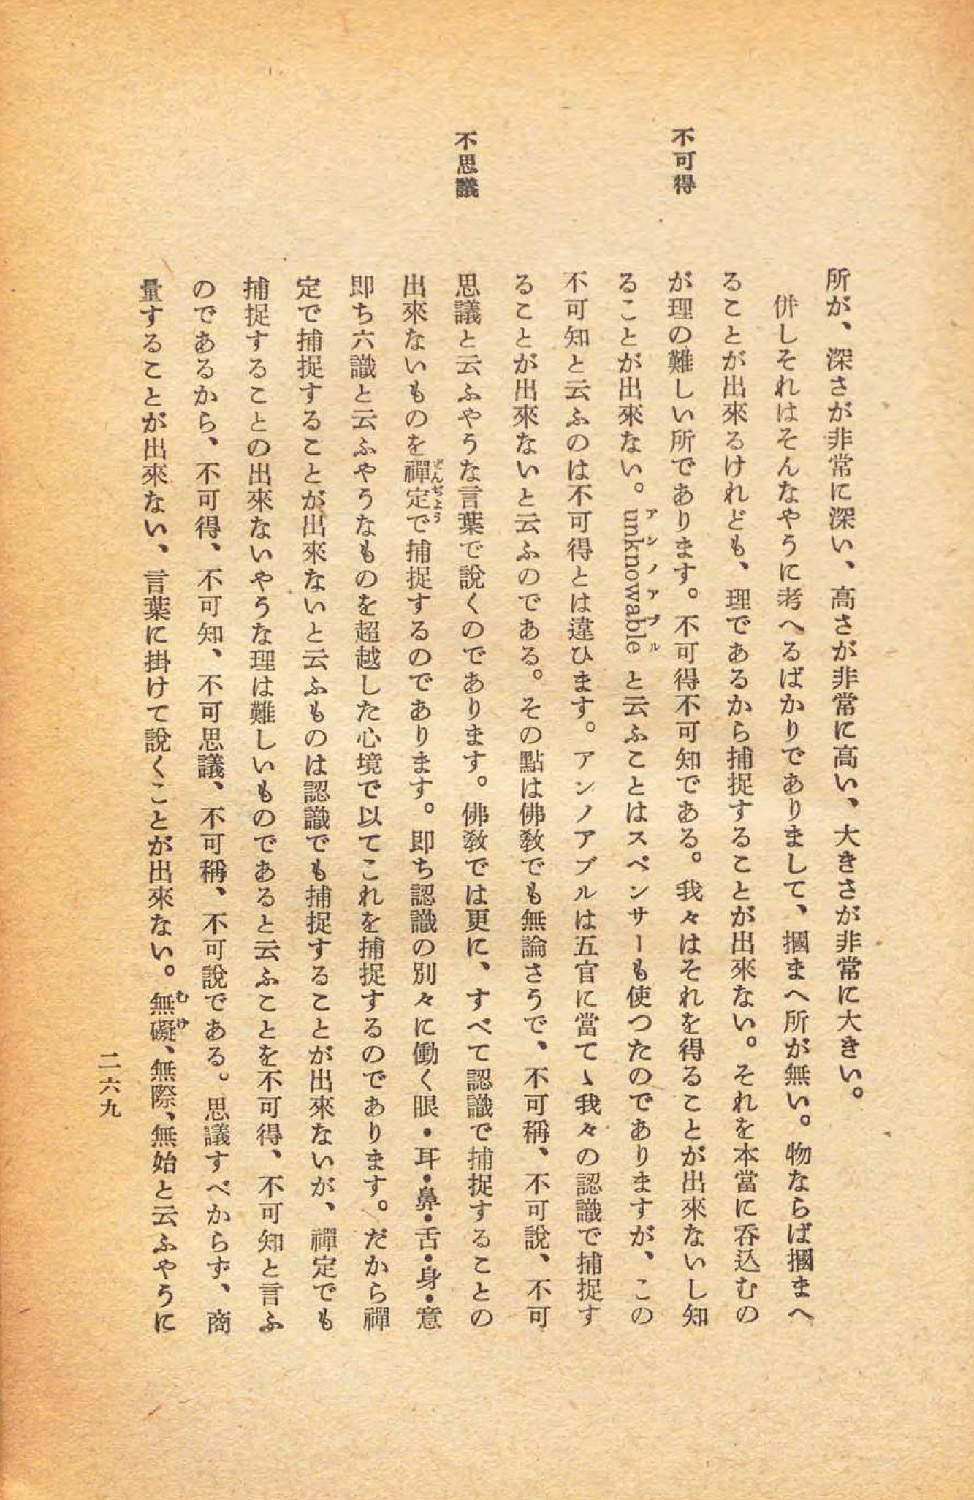 所が、深さが非常に深い、高さが非常に高い、大きさが非常に大きい。
併しそれはそんなやうに考へるばかりでありまして、摑まへ所が無い。物ならば摑まへ
ることが出來るけれども、理であるから捕捉することが出來ない。それを本當に呑込むの
不可得
が理の難しい所であります。不可得不可知である。我々はそれを得ることが出來ないし知
ることが出來ない。unknowable と云ふことはスペンサーも使つたのでありますが、この
アンノアブル
不可知と云ふのは不可得とは違ひます。アンノアブルは五官に當てゝ我々の認識で捕捉す
ることが出來ないと云ふのである。その點は佛敎でも無論さうで、不可稱、不可說、不可
不思議
思議と云ふやうな言葉で說くのであります。佛敎では更に、すべて認識で捕捉することの
出來ないものを禪定で捕捉するのであります。卽ち認識の別々に働く眼・耳・鼻・舌・身・意
ぜんぢよう
卽ち六識と云ふやうなものを超越した心境で以てこれを捕捉するのであります。だから禪
定で捕捉することが出來ないと云ふものは認識でも捕捉することが出來ないが、禪定でも
捕捉することの出來ないやうな理は難しいものであると云ふことを不可得、不可知と言ふ
のであるから、不可得、不可知、不可思議、不可稱、不可說である。思議すべからず、商
量することが出來ない、言葉に掛けて說くことが出來ない。無礙、無際、無始と云ふやうに
むげ
二六九